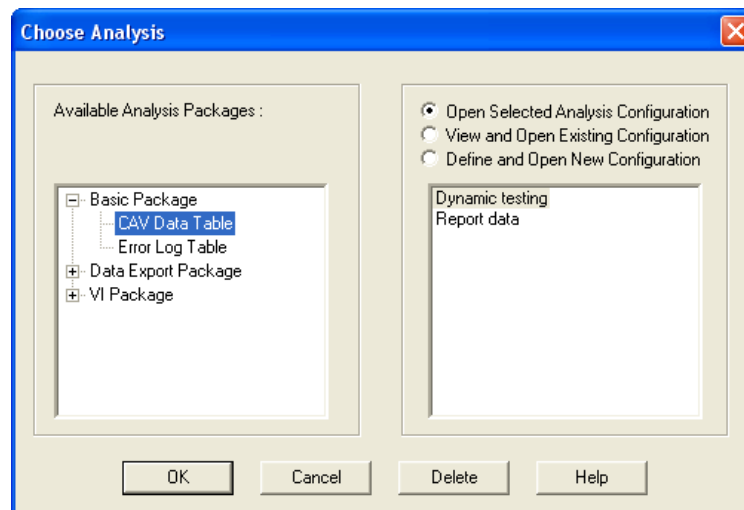 Choose Analysis
Available Analysis Packages :
Basic Package
CAV Data Table
Error Log Table
Data Export Package
VI Package
Open Selected Analysis Configuration
View and Open Existing Configuration
Define and Open New Configuration
Dynamic testing
Report data
OK
Cancel
Delete
Help